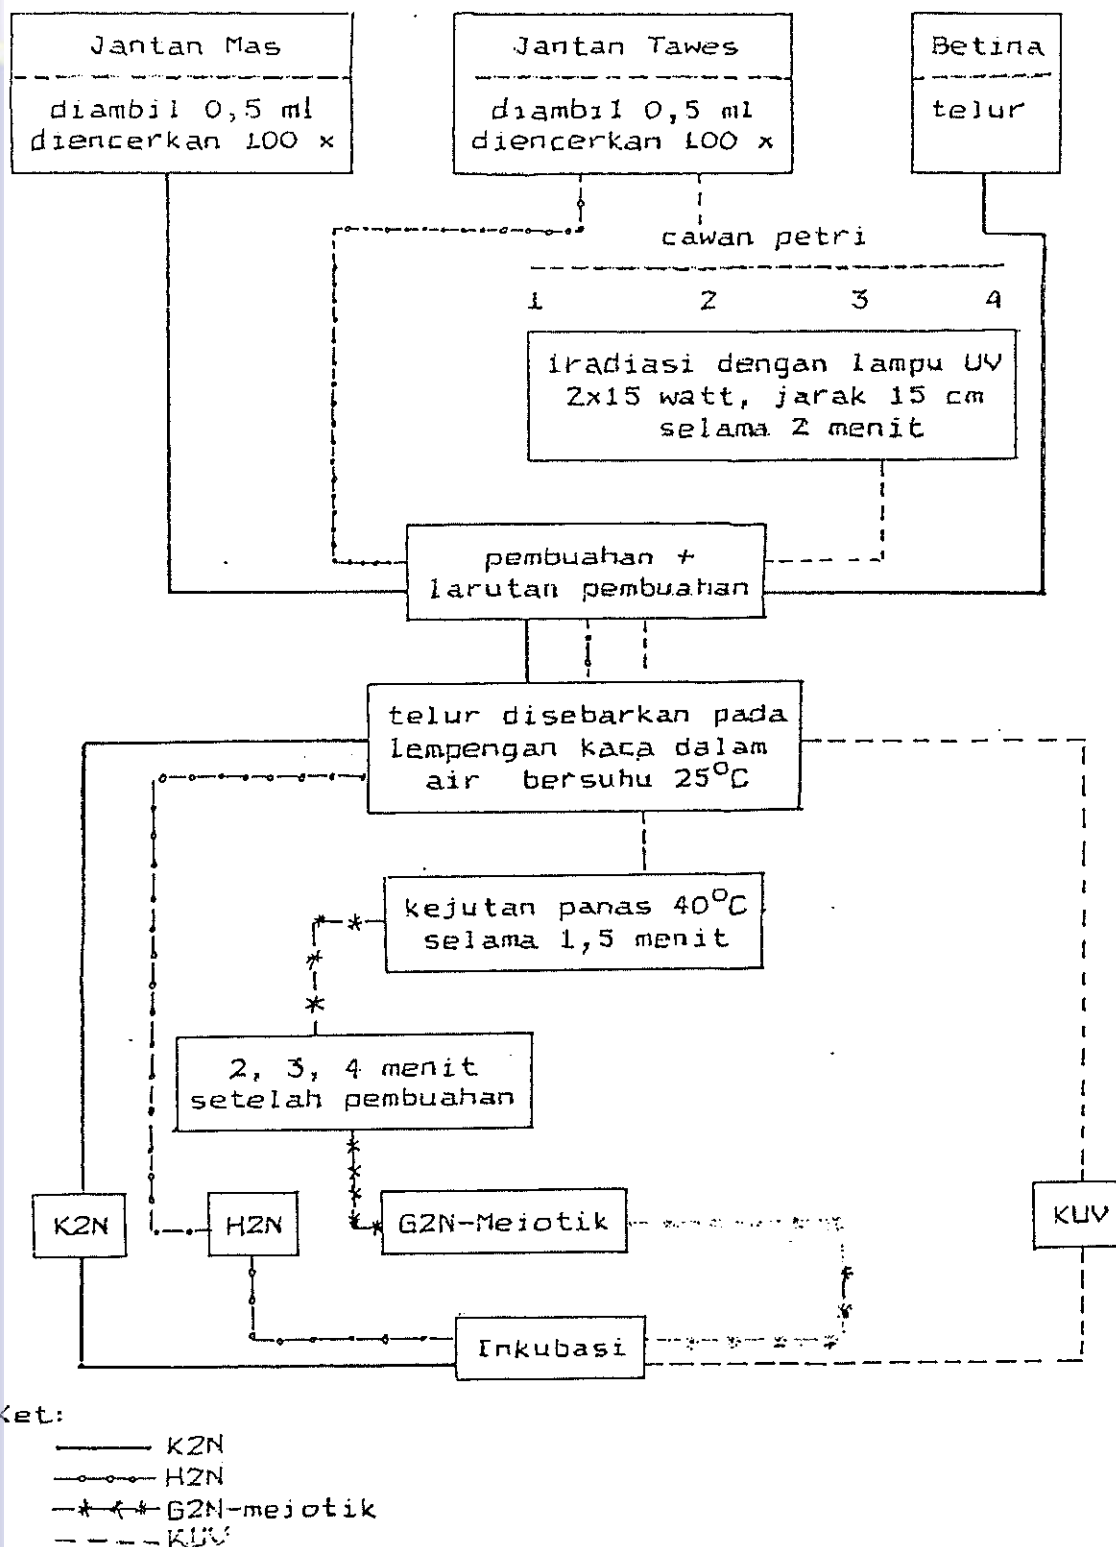 Jantan Mas
diambil 0,5 ml
diencerkan 100 x
Jantan Tawes
diambil 0,5 ml
diencerkan 100 x
Betina
telur
cawan petri
1 2 3 4
iradiasi dengan lampu UV
2x15 watt, jarak 15 cm
selama 2 menit
pembuahan +
larutan pembuahan
telur disebarkan pada
lempengan kaca dalam
air bersuhu 25°C
kejutan panas 40°C
selama 1,5 menit
2, 3, 4 menit
setelah pembuahan
K2N
H2N
G2N-Meiotik
KUV
Inkubasi
Ket:
K2N
H2N
G2N-meiotik
KUV